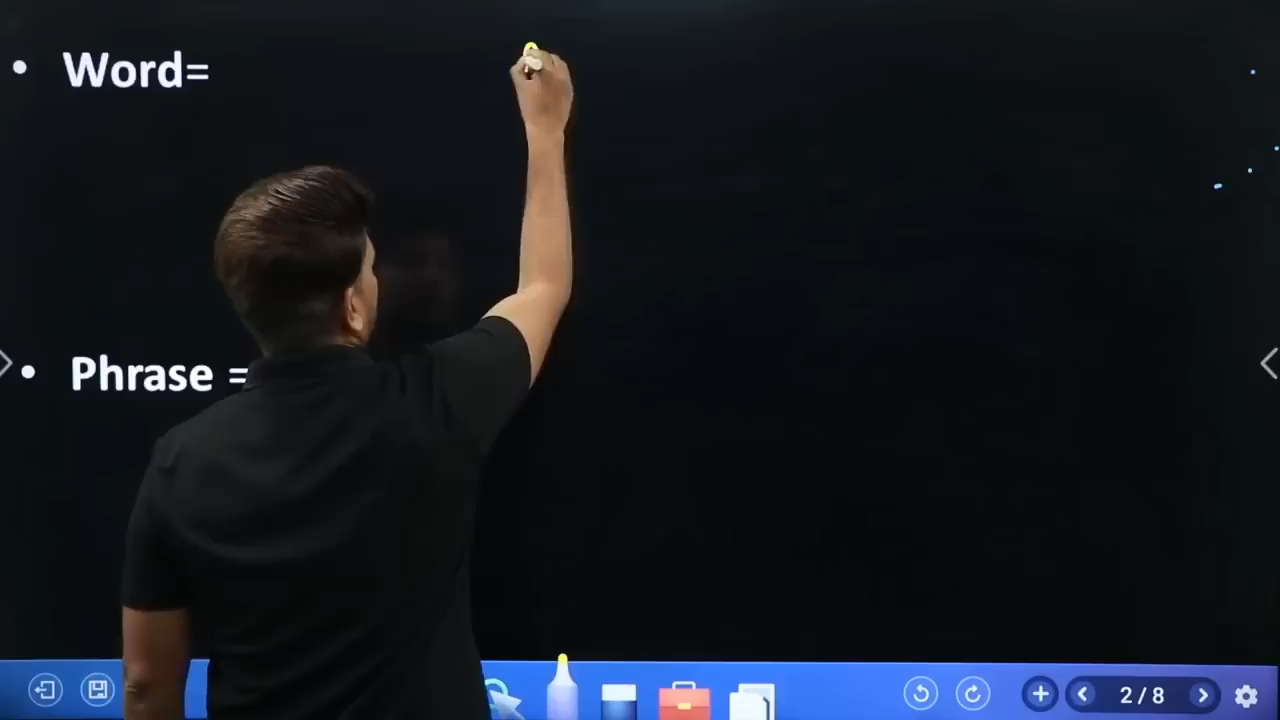 • Word=
• Phrase =
2 / 8